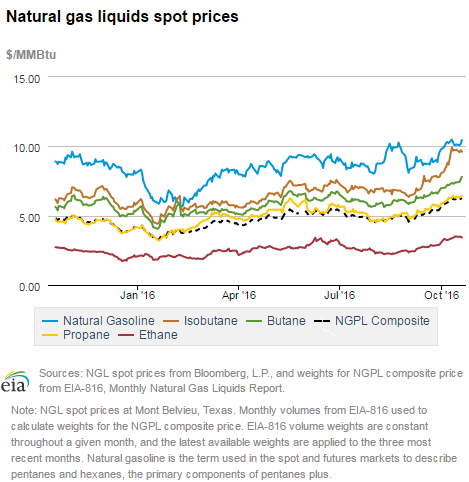 Natural gas liquids spot prices
$/MMBtu
15.00
10.00
5.00
0.00
Jan '16 Apr '16 Jul '16 Oct '16
Natural Gasoline Isobutane Butane NGPL Composite
Propane Ethane
eia
Sources: NGL spot prices from Bloomberg, L.P., and weights for NGPL composite price
from EIA-816, Monthly Natural Gas Liquids Report.
Note: NGL spot prices at Mont Belvieu, Texas. Monthly volumes from EIA-816 used to
calculate weights for the NGPL composite price. EIA-816 volume weights are constant
throughout a given month, and the latest available weights are applied to the three most
recent months. Natural gasoline is the term used in the spot and futures markets to describe
pentanes and hexanes, the primary components of pentanes plus.